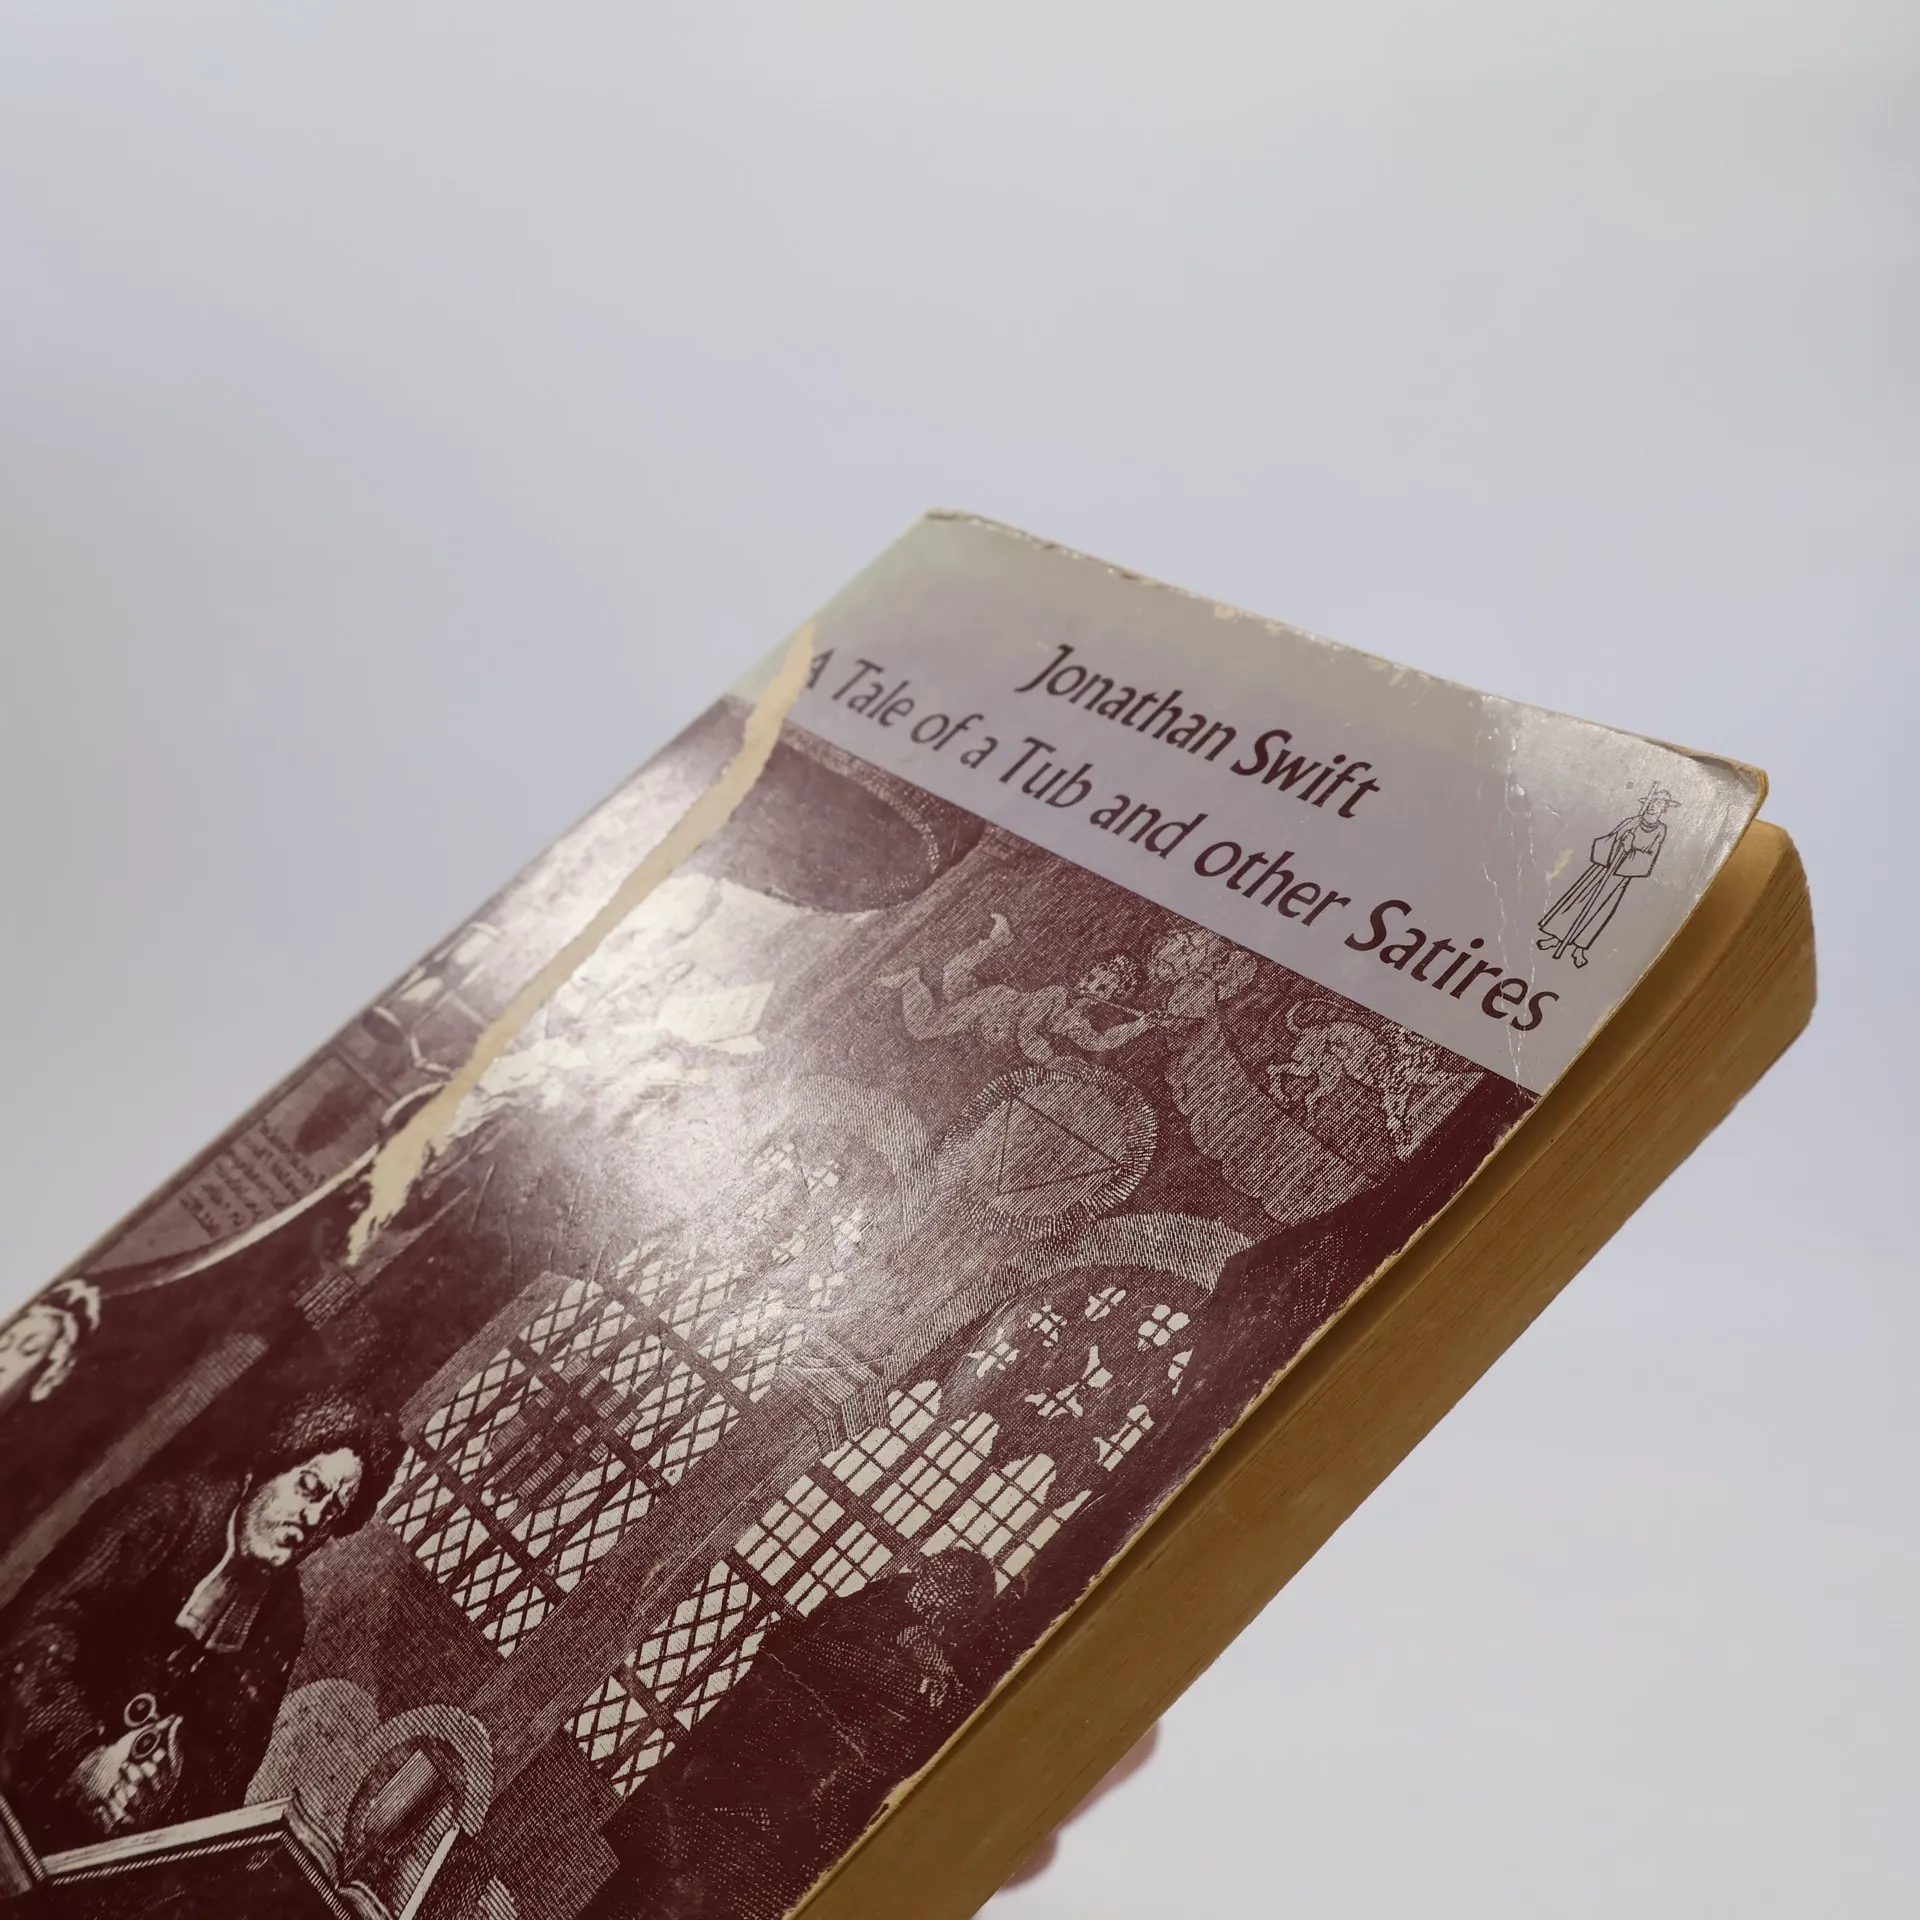 Jonathan Swift
A Tale of a Tub and other Satires